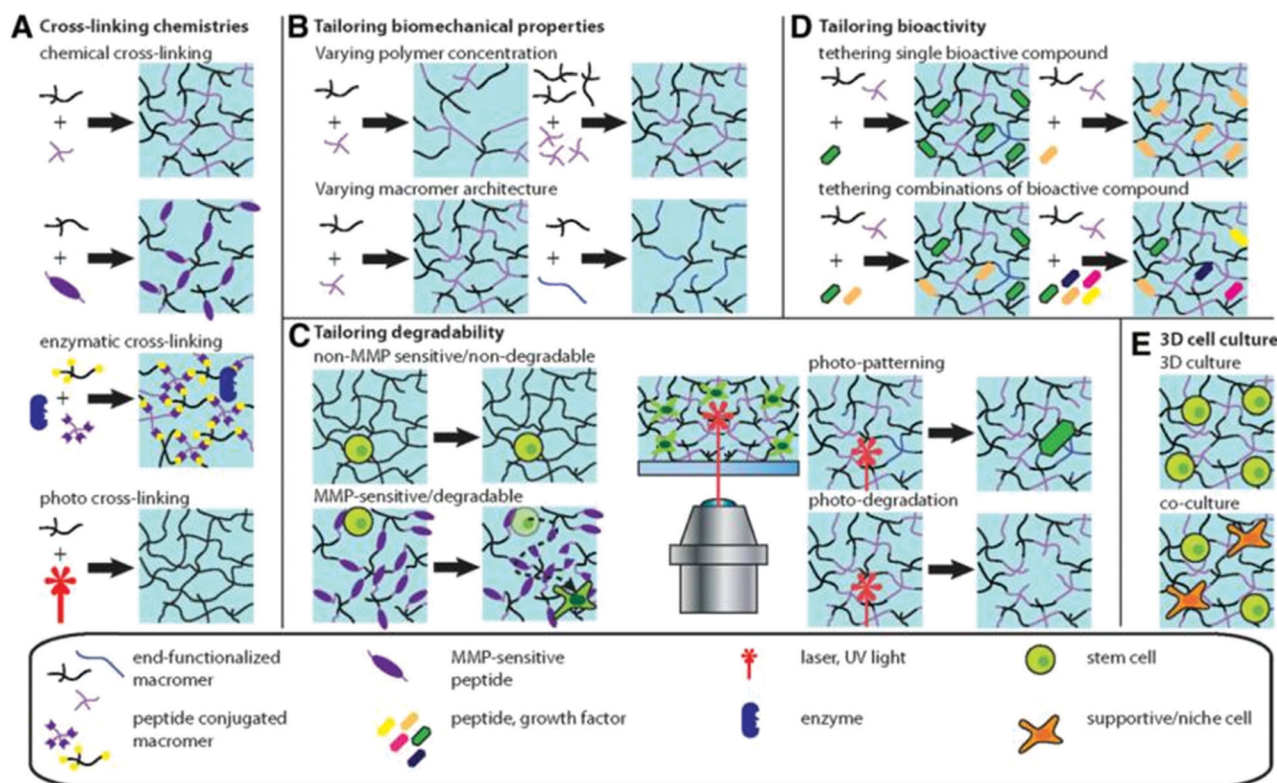 A Cross-linking chemistries
chemical cross-linking
+
+
enzymatic cross-linking
+
photo cross-linking
+
B Tailoring biomechanical properties
Varying polymer concentration
+
+
Varying macromer architecture
+
+
D Tailoring bioactivity
tethering single bioactive compound
+
+
tethering combinations of bioactive compound
+
+
C Tailoring degradability
non-MMP sensitive/non-degradable
MMP-sensitive/degradable
photo-patterning
photo-degradation
E 3D cell culture
3D culture
co-culture
end-functionalized
macromer
peptide conjugated
macromer
MMP-sensitive
peptide
peptide, growth factor
laser, UV light
enzyme
stem cell
supportive/niche cell